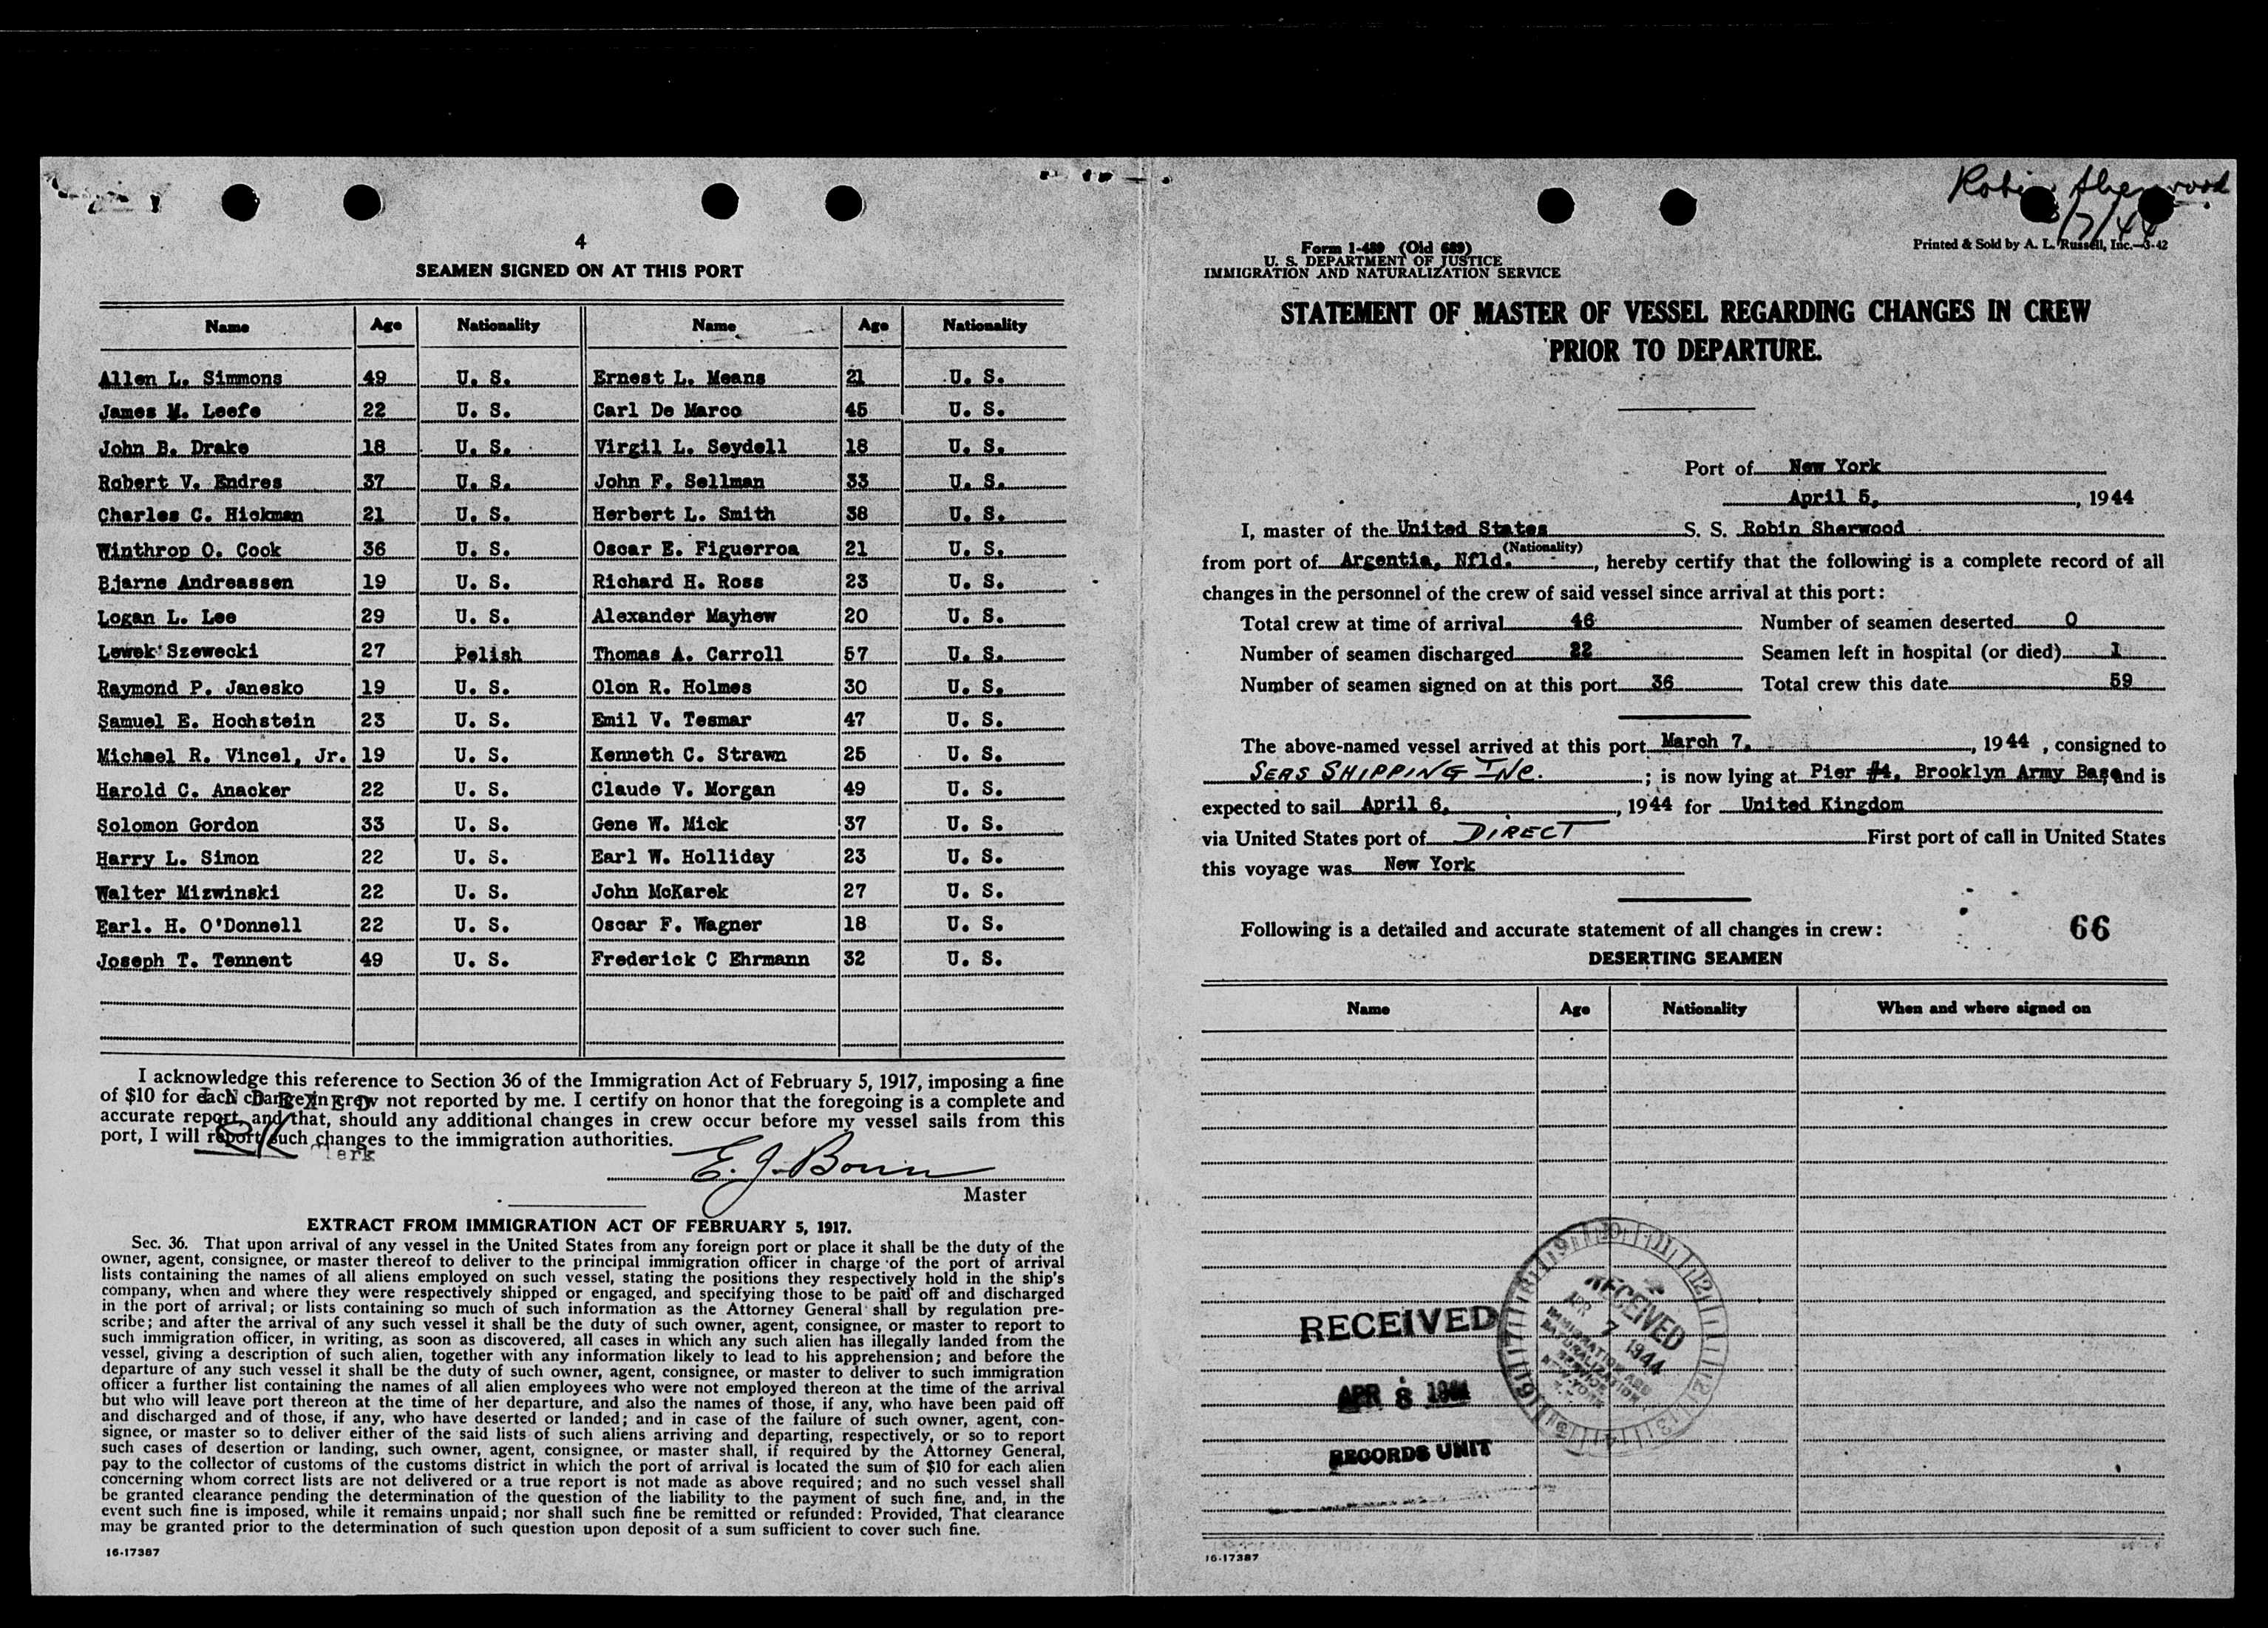 4
SEAMEN SIGNED ON AT THIS PORT
Name Age Nationality Name Age Nationality
Allen L. Simmons 49 U. S. Ernest L. Means 21 U. S.
James M. Leefe 22 U. S. Carl De Marco 45 U. S.
John B. Drake 18 U. S. Virgil L. Seydell 18 U. S.
Robert V. Endres 37 U. S. John F. Sellman 33 U. S.
Charles C. Hickman 21 U. S. Herbert L. Smith 38 U. S.
Winthrop O. Cook 36 U. S. Oscar E. Figuerroa 21 U. S.
Bjarne Andreassen 19 U. S. Richard H. Ross 23 U. S.
Logan L. Lee 29 U. S. Alexander Mayhew 20 U. S.
Lewek Szewecki 27 Polish Thomas A. Carroll 57 U. S.
Raymond P. Janesko 19 U. S. Olon R. Holmes 30 U. S.
Samuel E. Hochstein 23 U. S. Emil V. Tesmar 47 U. S.
Michael R. Vincel, Jr. 19 U. S. Kenneth C. Strawn 25 U. S.
Harold C. Anacker 22 U. S. Claude V. Morgan 49 U. S.
Solomon Gordon 33 U. S. Gene W. Mick 37 U. S.
Harry L. Simon 22 U. S. Earl W. Holliday 23 U. S.
Walter Mizwinski 22 U. S. John McKarek 27 U. S.
Earl. H. O'Donnell 22 U. S. Oscar F. Wagner 18 U. S.
Joseph T. Tennent 49 U. S. Frederick C Ehrmann 32 U. S.
I acknowledge this reference to Section 36 of the Immigration Act of February 5, 1917, imposing a fine
of $10 for each change in crew not reported by me. I certify on honor that the foregoing is a complete and
accurate report, and that, should any additional changes in crew occur before my vessel sails from this
port, I will report such changes to the immigration authorities.
INDEXED
Clerk
Master
EXTRACT FROM IMMIGRATION ACT OF FEBRUARY 5, 1917.
Sec. 36. That upon arrival of any vessel in the United States from any foreign port or place it shall be the duty of the
owner, agent, consignee, or master thereof to deliver to the principal immigration officer in charge of the port of arrival
lists containing the names of all aliens employed on such vessel, stating the positions they respectively hold in the ship's
company, when and where they were respectively shipped or engaged, and specifying those to be paid off and discharged
in the port of arrival; or lists containing so much of such information as the Attorney General shall by regulation pre-
scribe; and after the arrival of any such vessel it shall be the duty of such owner, agent, consignee, or master to report to
such immigration officer, in writing, as soon as discovered, all cases in which any such alien has illegally landed from the
vessel, giving a description of such alien, together with any information likely to lead to his apprehension; and before the
departure of any such vessel it shall be the duty of such owner, agent, consignee, or master to deliver to such immigration
officer a further list containing the names of all alien employees who were not employed thereon at the time of the arrival
but who will leave port thereon at the time of her departure, and also the names of those, if any, who have been paid off
and discharged and of those, if any, who have deserted or landed; and in case of the failure of such owner, agent, con-
signee, or master so to deliver either of the said lists of such aliens arriving and departing, respectively, or so to report
such cases of desertion or landing, such owner, agent, consignee, or master shall, if required by the Attorney General,
pay to the collector of customs of the customs district in which the port of arrival is located the sum of $10 for each alien
concerning whom correct lists are not delivered or a true report is not made as above required; and no such vessel shall
be granted clearance pending the determination of the question of the liability to the payment of such fine, and, in the
event such fine is imposed, while it remains unpaid; nor shall such fine be remitted or refunded: Provided, That clearance
may be granted prior to the determination of such question upon deposit of a sum sufficient to cover such fine.
16-17387
Robin Sherwood
3/7/44
Form 1-489 (Old 689)
U. S. DEPARTMENT OF JUSTICE
IMMIGRATION AND NATURALIZATION SERVICE
Printed & Sold by A. L. Russell, Inc.—3-42
STATEMENT OF MASTER OF VESSEL REGARDING CHANGES IN CREW
PRIOR TO DEPARTURE.
Port of New York
April 5, , 1944
I, master of the United States S. S. Robin Sherwood
(Nationality)
from port of Argentia, Nfld. , hereby certify that the following is a complete record of all
changes in the personnel of the crew of said vessel since arrival at this port:
Total crew at time of arrival 46 Number of seamen deserted 0
Number of seamen discharged 22 Seamen left in hospital (or died) 1
Number of seamen signed on at this port 36 Total crew this date 59
The above-named vessel arrived at this port March 7, , 1944 , consigned to
SEAS SHIPPING INC. ; is now lying at Pier #4, Brooklyn Army Base and is
expected to sail April 6, , 1944 for United Kingdom
via United States port of DIRECT First port of call in United States
this voyage was New York
Following is a detailed and accurate statement of all changes in crew: 66
DESERTING SEAMEN
Name Age Nationality When and where signed on
RECEIVED
APR 8 1944
RECORDS UNIT
RECEIVED
APR 7 1944
IMMIGRATION AND
NATURALIZATION
SERVICE
NEW YORK
16-17387